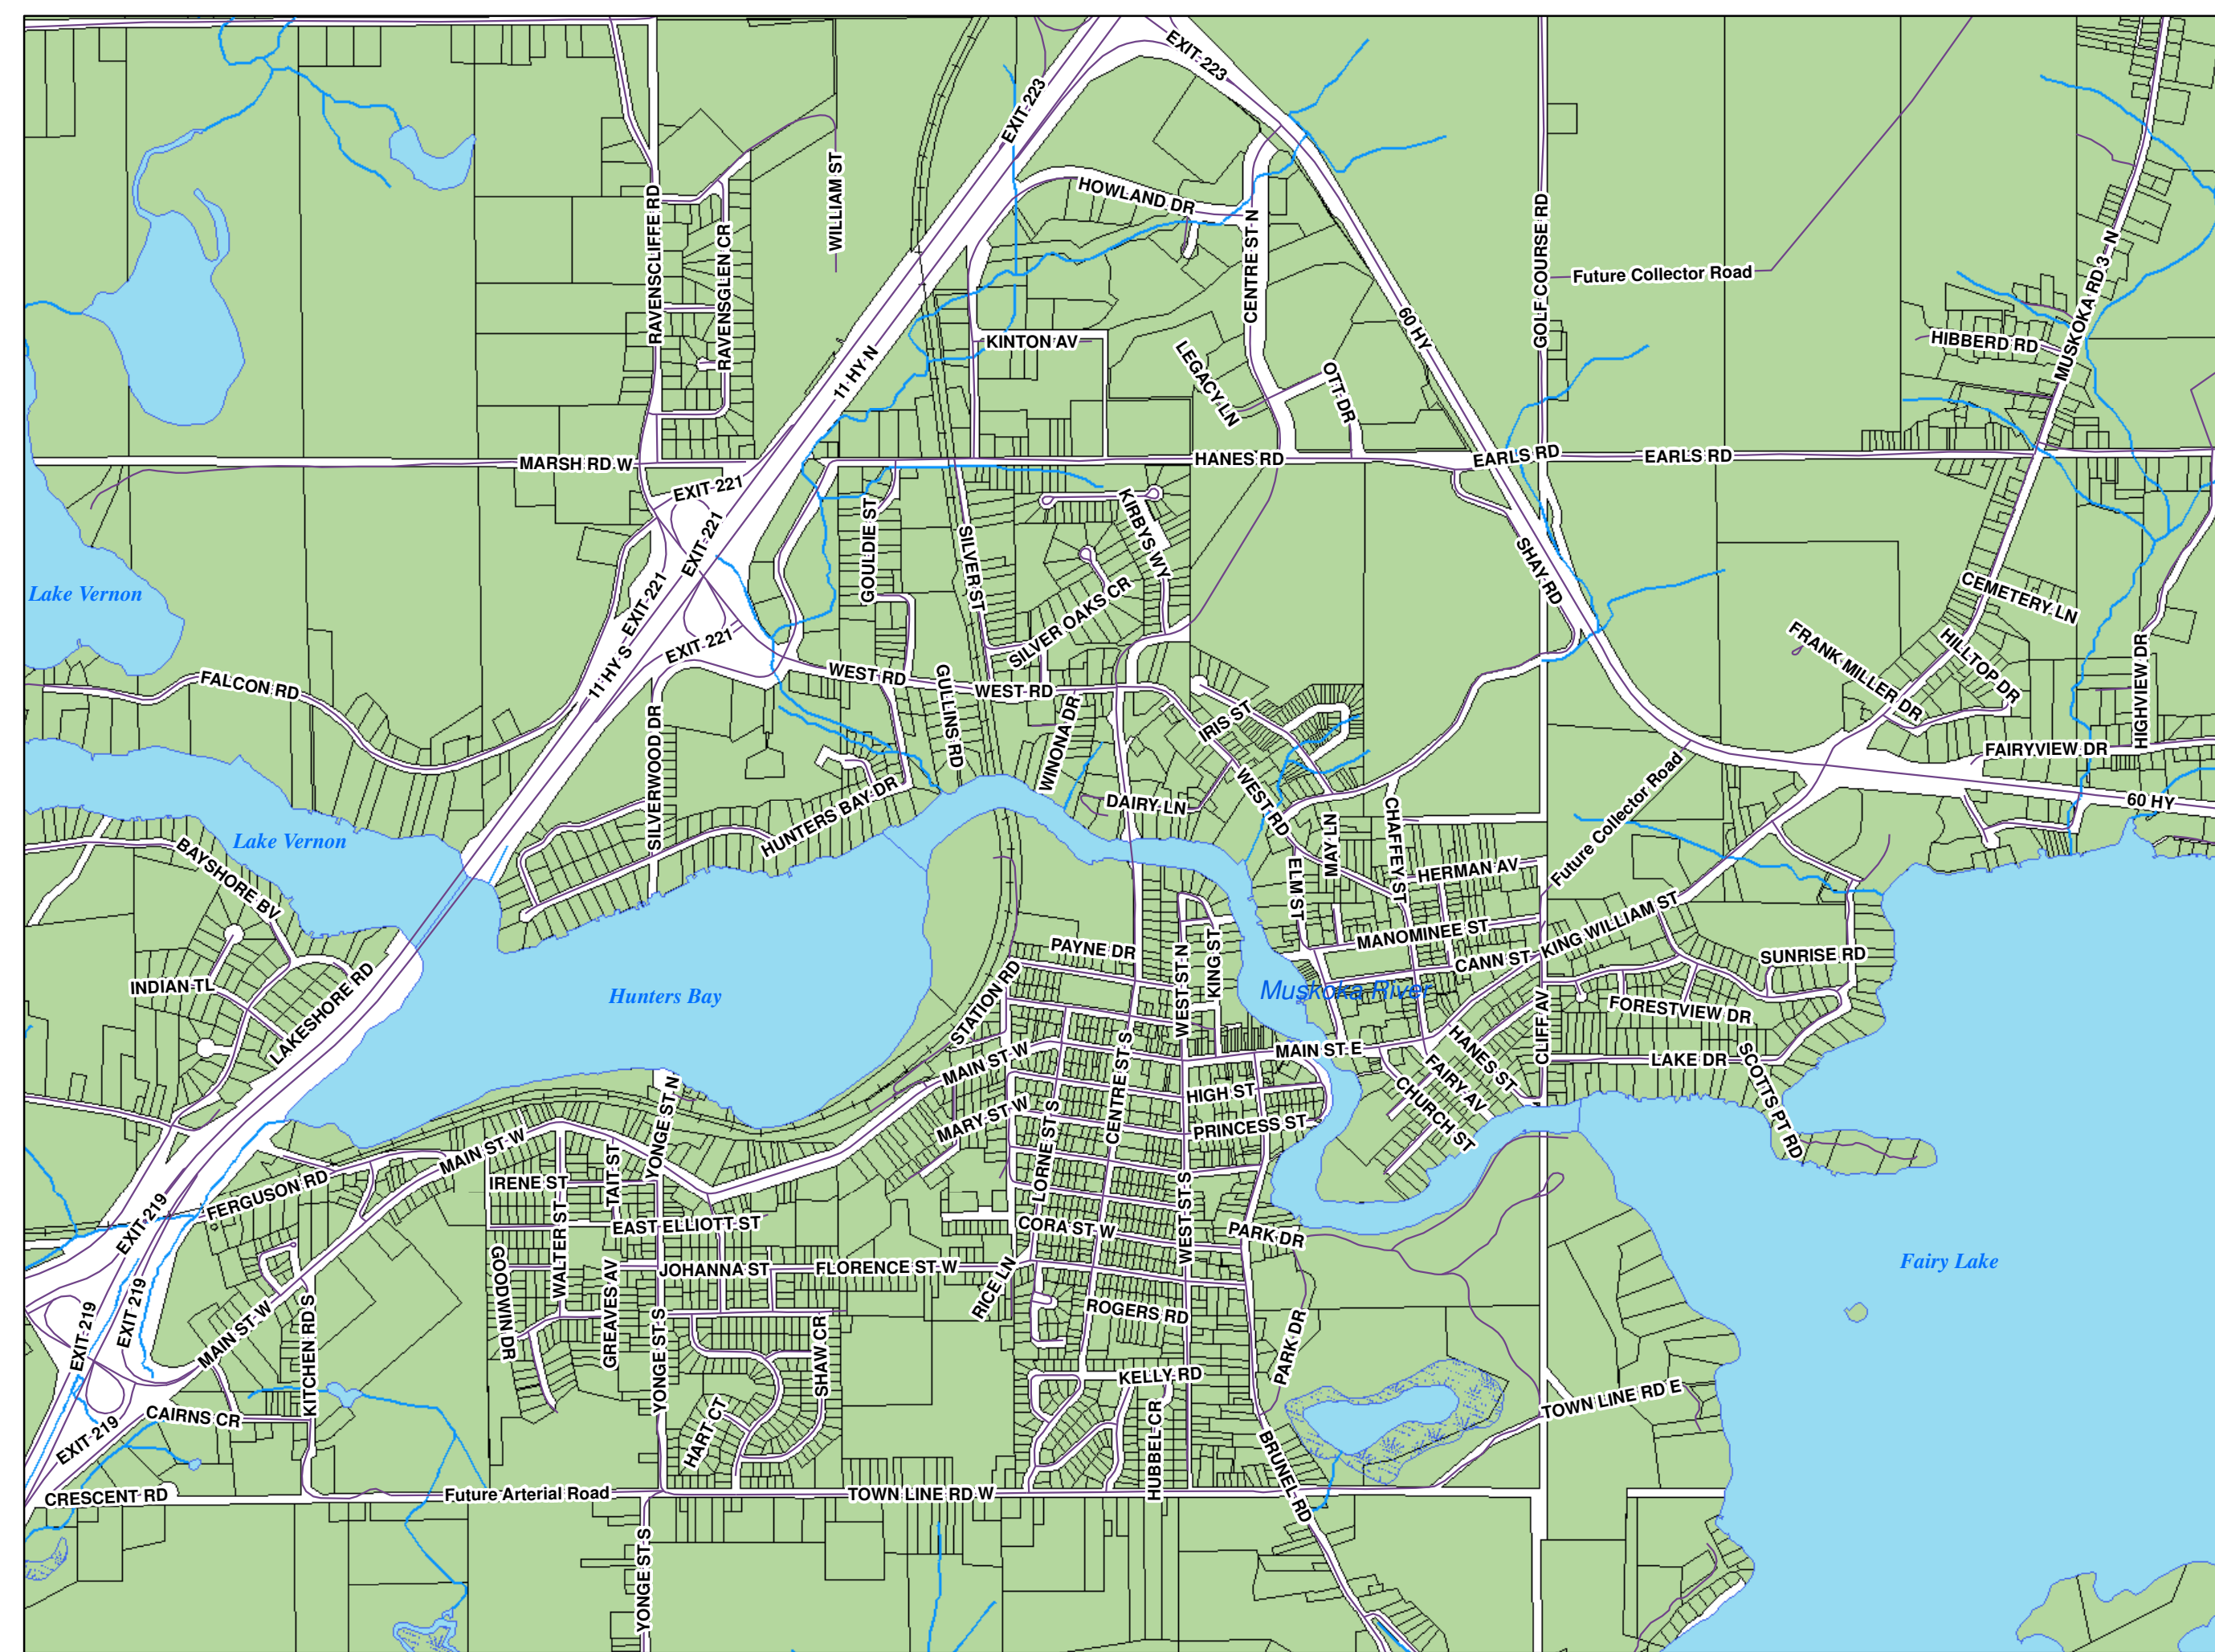 EXIT 223
EXIT 223
WILLIAM ST
HOWLAND DR
RAVENSCLIFFE RD
RAVENSGLEN CR
CENTRE ST N
GOLF COURSE RD
Future Collector Road
MUSKOKA RD 3 N
60 HY
HIBBERD RD
KINTON AV
11 HY N
LEGACY LN
OTT DR
MARSH RD W
HANES RD
EARLS RD
EARLS RD
EXIT 221
EXIT 221
GOULDIE ST
SILVER ST
KIRBYS WY
SHAY RD
Lake Vernon
EXIT 221
11 HY S
EXIT 221
SILVER OAKS CR
CEMETERY LN
FRANK MILLER DR
HILLTOP DR
HIGHVIEW DR
FALCON RD
WEST RD
WEST RD
GULLINS RD
WINONA DR
IRIS ST
SILVERWOOD DR
FAIRYVIEW DR
60 HY
HUNTERS BAY DR
DAIRY LN
WEST RD
Future Collector Road
Lake Vernon
BAYSHORE BV
ELM ST
MAY LN
CHAFFEY ST
HERMAN AV
MANOMINEE ST
KING WILLIAM ST
PAYNE DR
WEST ST N
KING ST
CANN ST
SUNRISE RD
INDIAN TL
LAKESHORE RD
Hunters Bay
STATION RD
Muskoka River
FORESTVIEW DR
CLIFF AV
MAIN ST W
MAIN ST E
HANES ST
LAKE DR
SCOTTS PT RD
FAIRY AV
CHURCH ST
HIGH ST
PRINCESS ST
MARY ST W
CENTRE ST S
LORNE ST S
MAIN ST W
YONGE ST N
TAIT ST
IRENE ST
FERGUSON RD
EXIT 219
WALTER ST
EAST ELLIOTT ST
CORA ST W
WEST ST S
PARK DR
Fairy Lake
GOODWIN DR
GREAVES AV
JOHANNA ST
FLORENCE ST W
RICE LN
ROGERS RD
PARK DR
EXIT 219
EXIT 219
MAIN ST W
KITCHEN RD S
YONGE ST S
SHAW CR
KELLY RD
HART CT
HUBBEL CR
TOWN LINE RD E
CAIRNS CR
EXIT 219
BRUNEL RD
CRESCENT RD
Future Arterial Road
TOWN LINE RD W
YONGE ST S